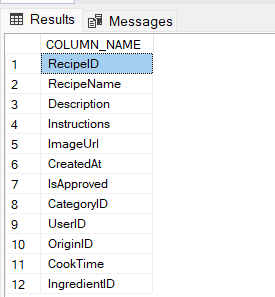 Results Messages
COLUMN_NAME
1 RecipeID
2 RecipeName
3 Description
4 Instructions
5 ImageUrl
6 CreatedAt
7 IsApproved
8 CategoryID
9 UserID
10 OriginID
11 CookTime
12 IngredientID